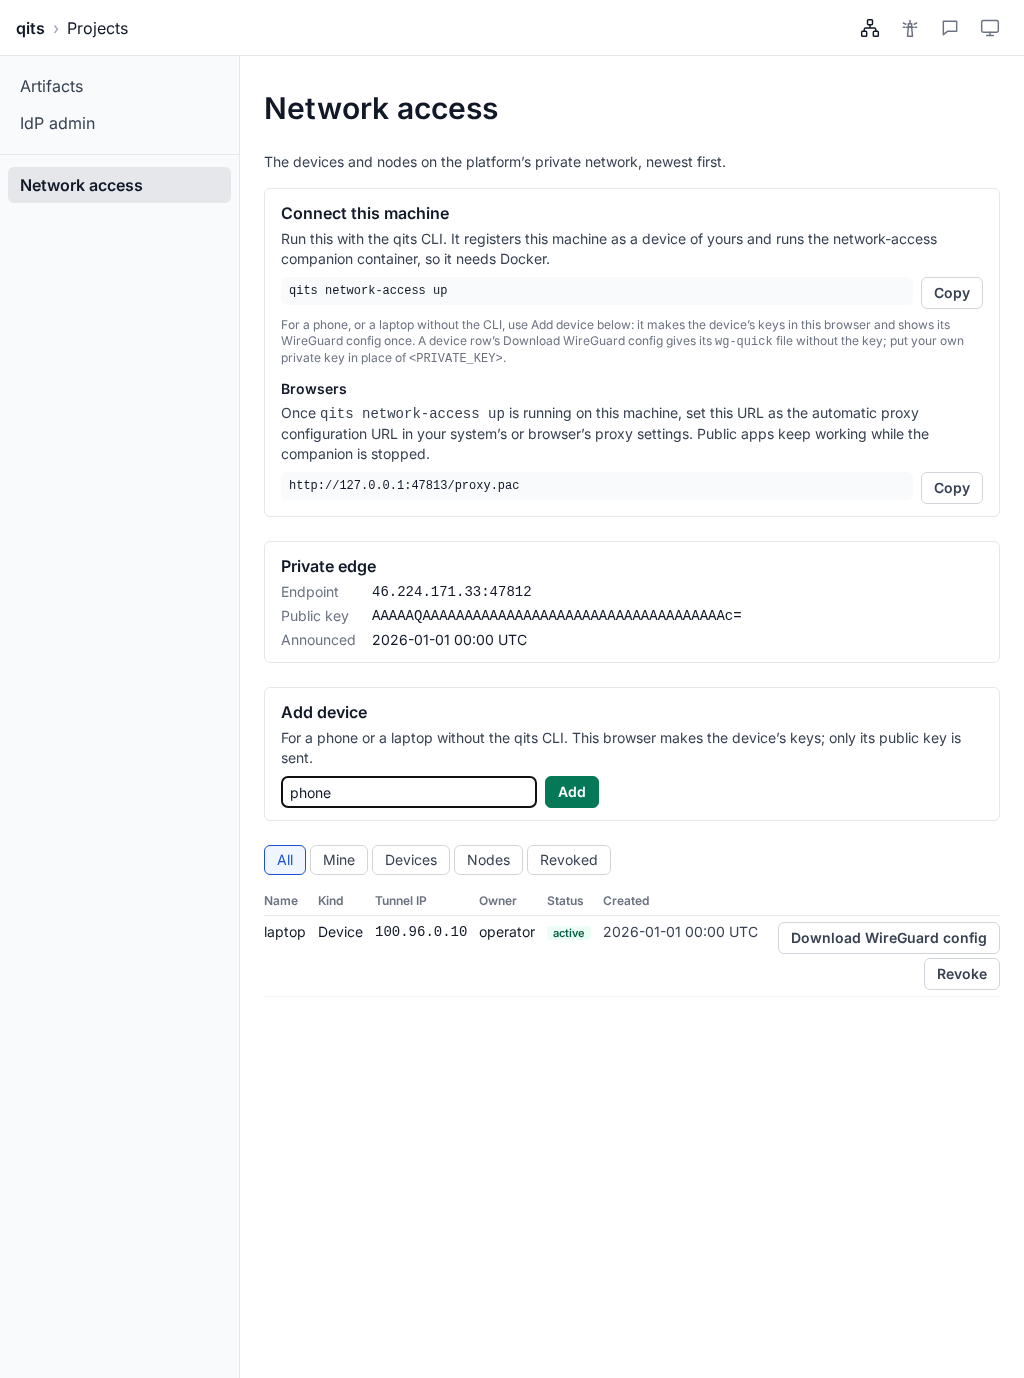 qits › Projects
Artifacts
IdP admin
Network access
Network access
The devices and nodes on the platform’s private network, newest first.
Connect this machine
Run this with the qits CLI. It registers this machine as a device of yours and runs the network-access
companion container, so it needs Docker.
qits network-access up
Copy
For a phone, or a laptop without the CLI, use Add device below: it makes the device’s keys in this browser and shows its
WireGuard config once. A device row’s Download WireGuard config gives its wg-quick file without the key; put your own
private key in place of <PRIVATE_KEY>.
Browsers
Once qits network-access up is running on this machine, set this URL as the automatic proxy
configuration URL in your system’s or browser’s proxy settings. Public apps keep working while the
companion is stopped.
http://127.0.0.1:47813/proxy.pac
Copy
Private edge
Endpoint 46.224.171.33:47812
Public key AAAAAQAAAAAAAAAAAAAAAAAAAAAAAAAAAAAAAAAAAAc=
Announced 2026-01-01 00:00 UTC
Add device
For a phone or a laptop without the qits CLI. This browser makes the device’s keys; only its public key is
sent.
phone
Add
All Mine Devices Nodes Revoked
Name Kind Tunnel IP Owner Status Created
laptop Device 100.96.0.10 operator active 2026-01-01 00:00 UTC Download WireGuard config
Revoke